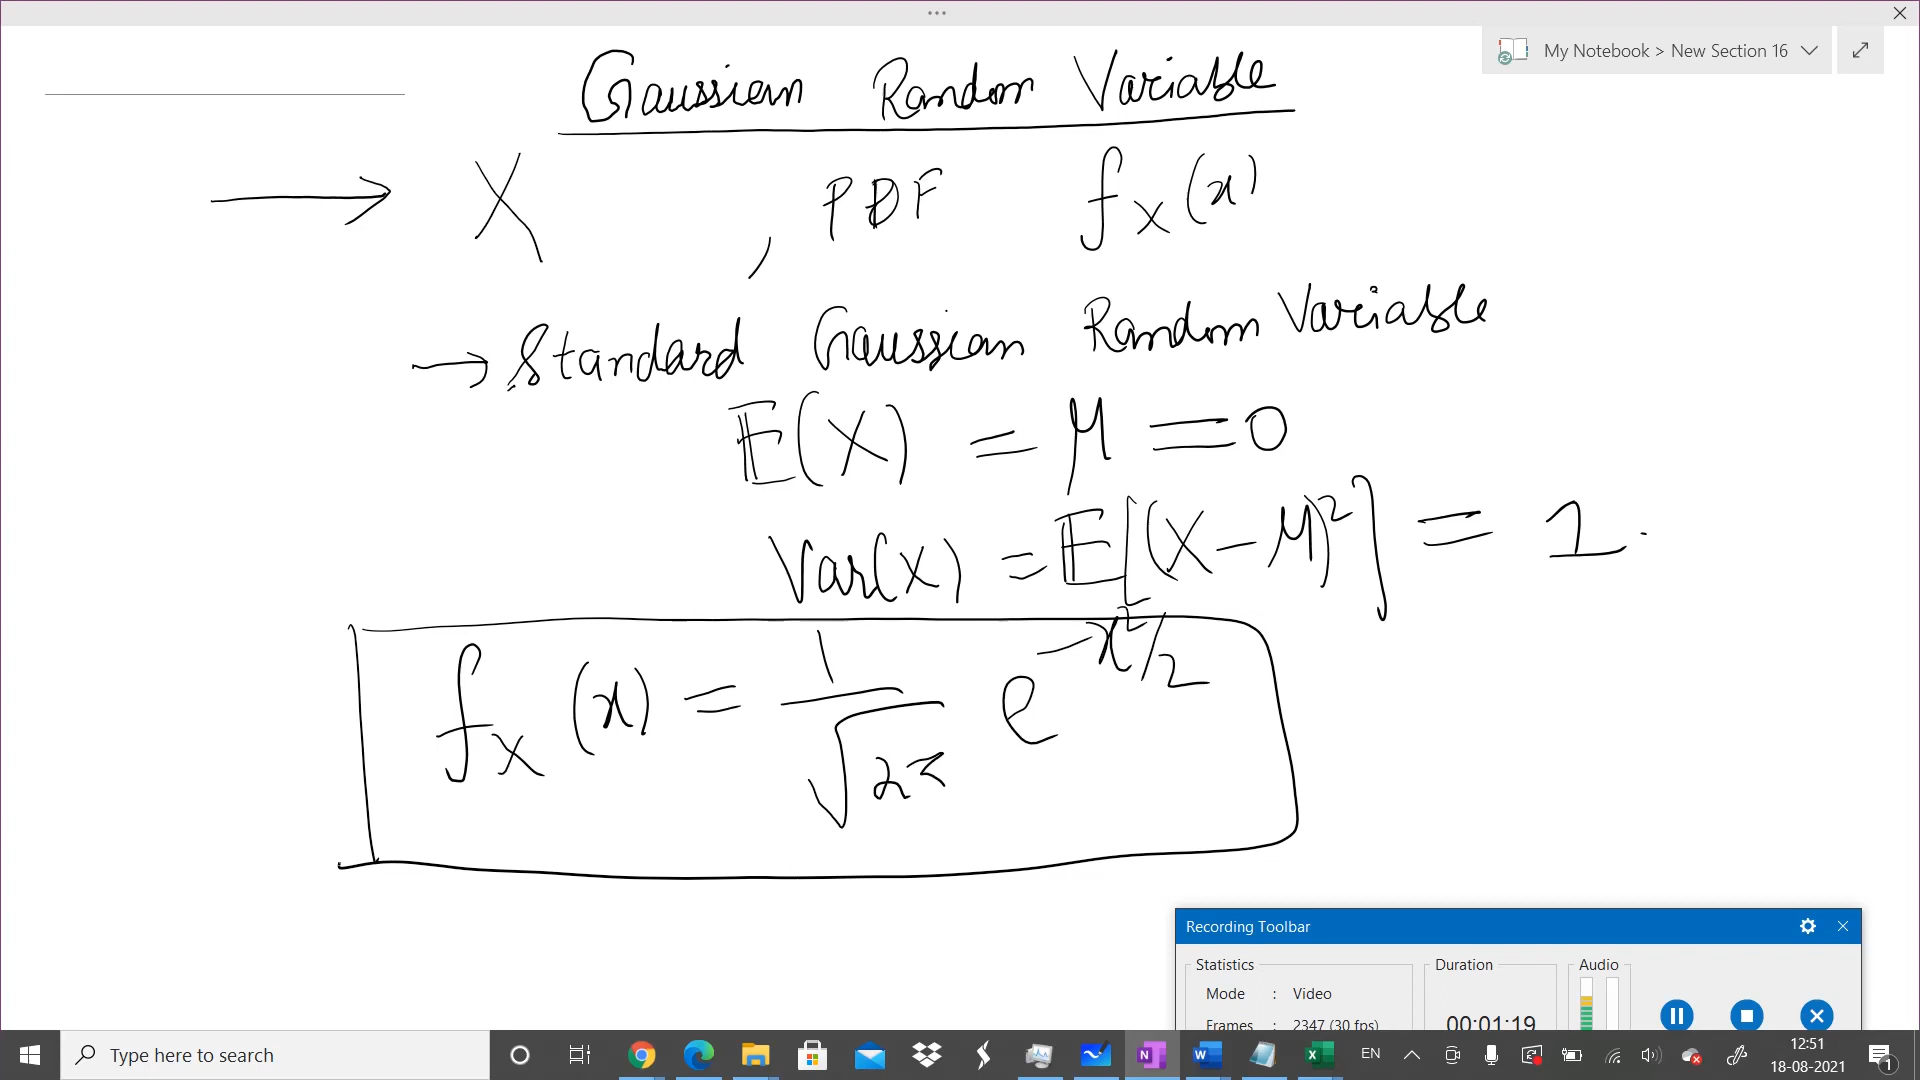 My Notebook > New Section 16
Gaussian Random Variable
→ X , PDF f_X(x)
→ Standard Gaussian Random Variable
E(X) = μ = 0
Var(X) = E[(X-μ)²] = 1.
f_X(x) = 1/√2π e^(-x²/2)
Recording Toolbar
Statistics Duration Audio
Mode : Video
Frames : 2347 (30 fps) 00:01:19
Type here to search
EN
12:51
18-08-2021
1